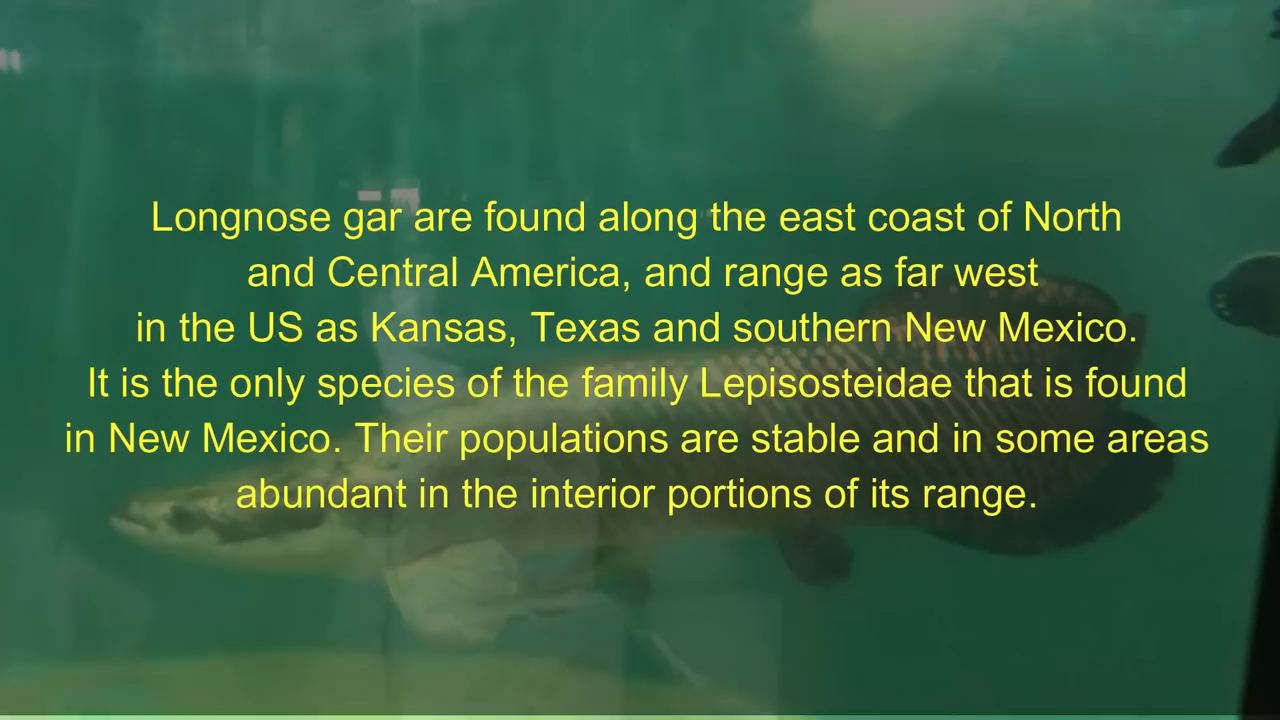 Longnose gar are found along the east coast of North
and Central America, and range as far west
in the US as Kansas, Texas and southern New Mexico.
It is the only species of the family Lepisosteidae that is found
in New Mexico. Their populations are stable and in some areas
abundant in the interior portions of its range.